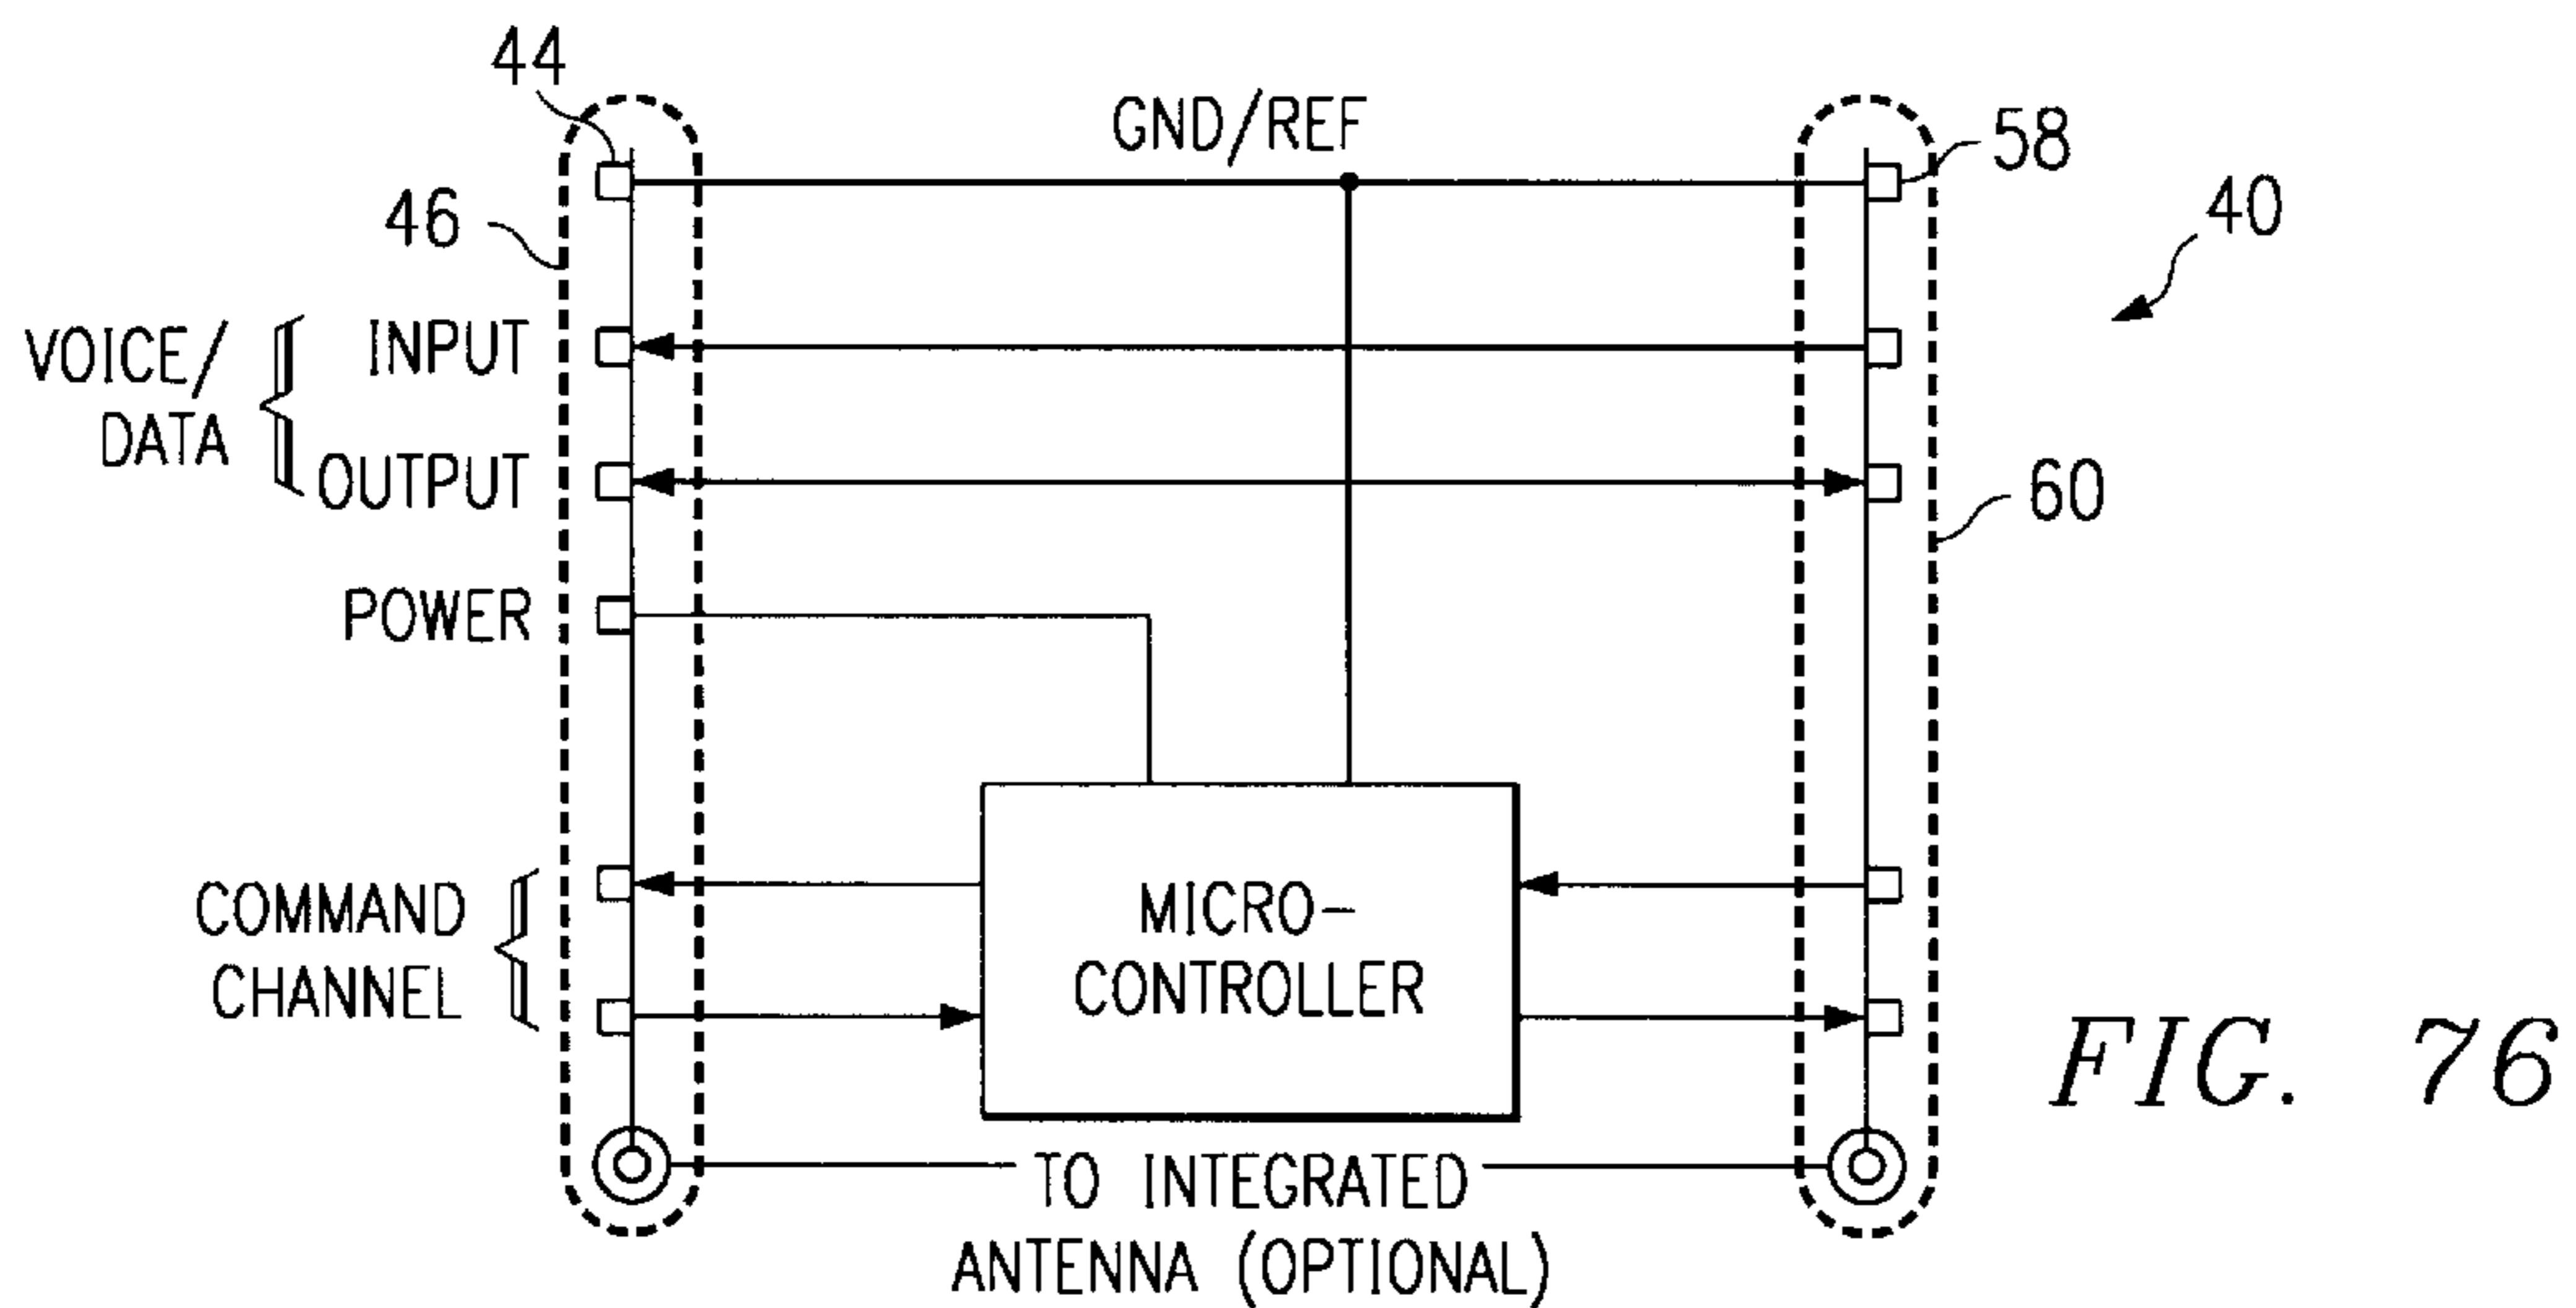 44
GND/REF
58
46
40
VOICE/
DATA
INPUT
OUTPUT
60
POWER
COMMAND
CHANNEL
MICRO-
CONTROLLER
TO INTEGRATED
ANTENNA (OPTIONAL)
FIG. 76